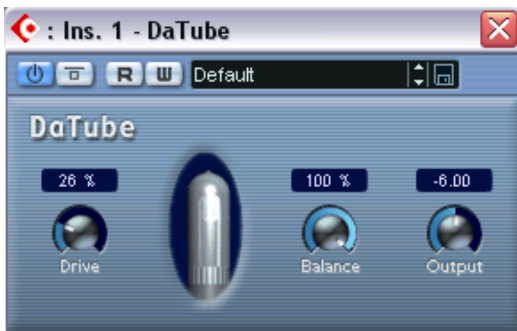 : Ins. 1 - DaTube
R W Default
DaTube
26 % 100 % -6.00
Drive Balance Output